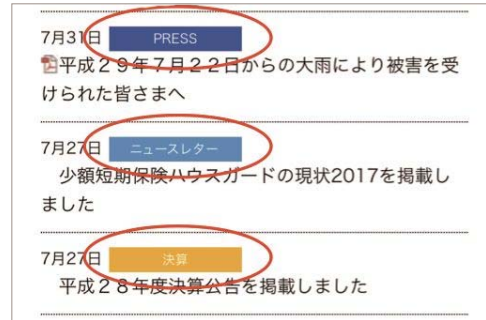 7月31日 PRESS
平成２９年７月２２日からの大雨により被害を受
けられた皆さまへ
7月27日 ニュースレター
少額短期保険ハウスガードの現状2017を掲載し
ました
7月27日 決算
平成２８年度決算公告を掲載しました